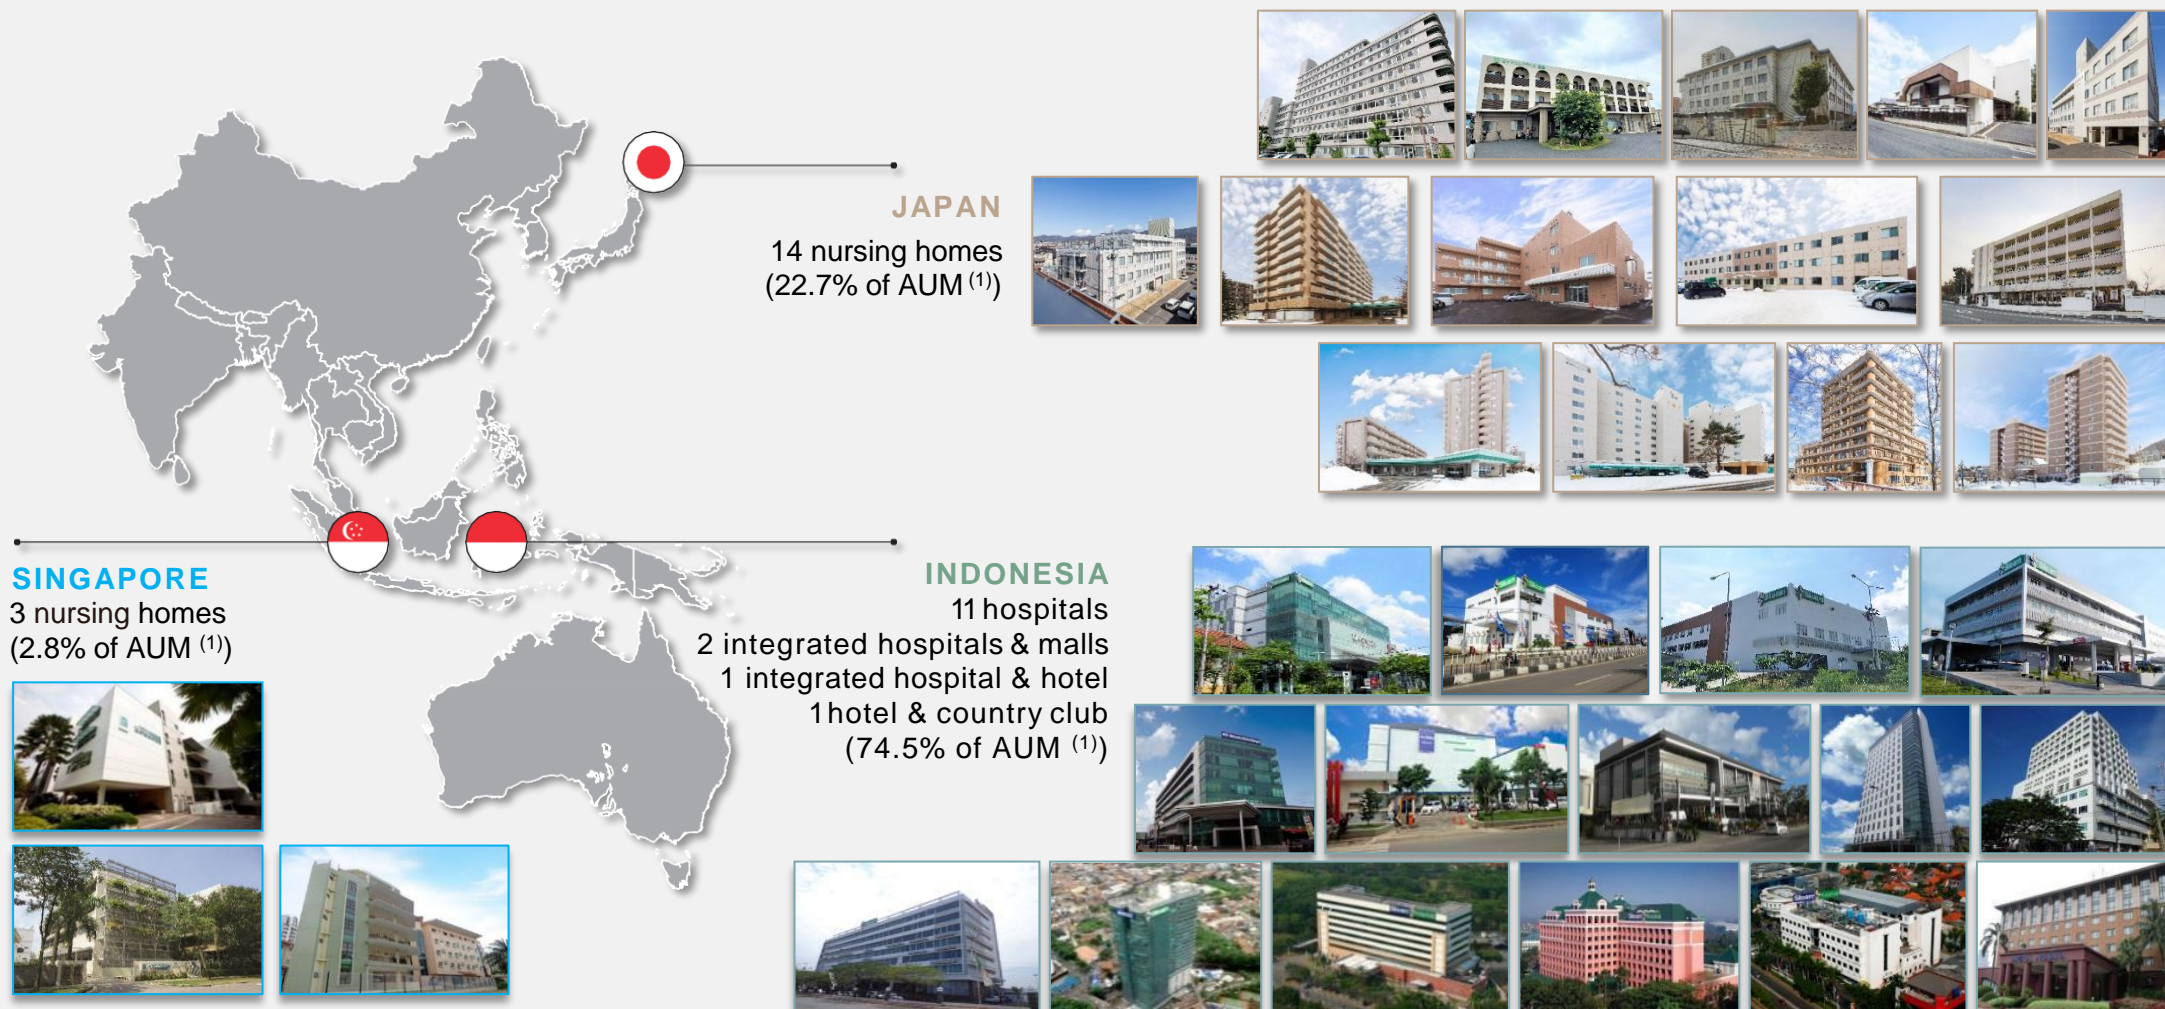 JAPAN
14 nursing homes
(22.7% of AUM (1))
SINGAPORE
3 nursing homes
(2.8% of AUM (1))
INDONESIA
11 hospitals
2 integrated hospitals & malls
1 integrated hospital & hotel
1 hotel & country club
(74.5% of AUM (1))